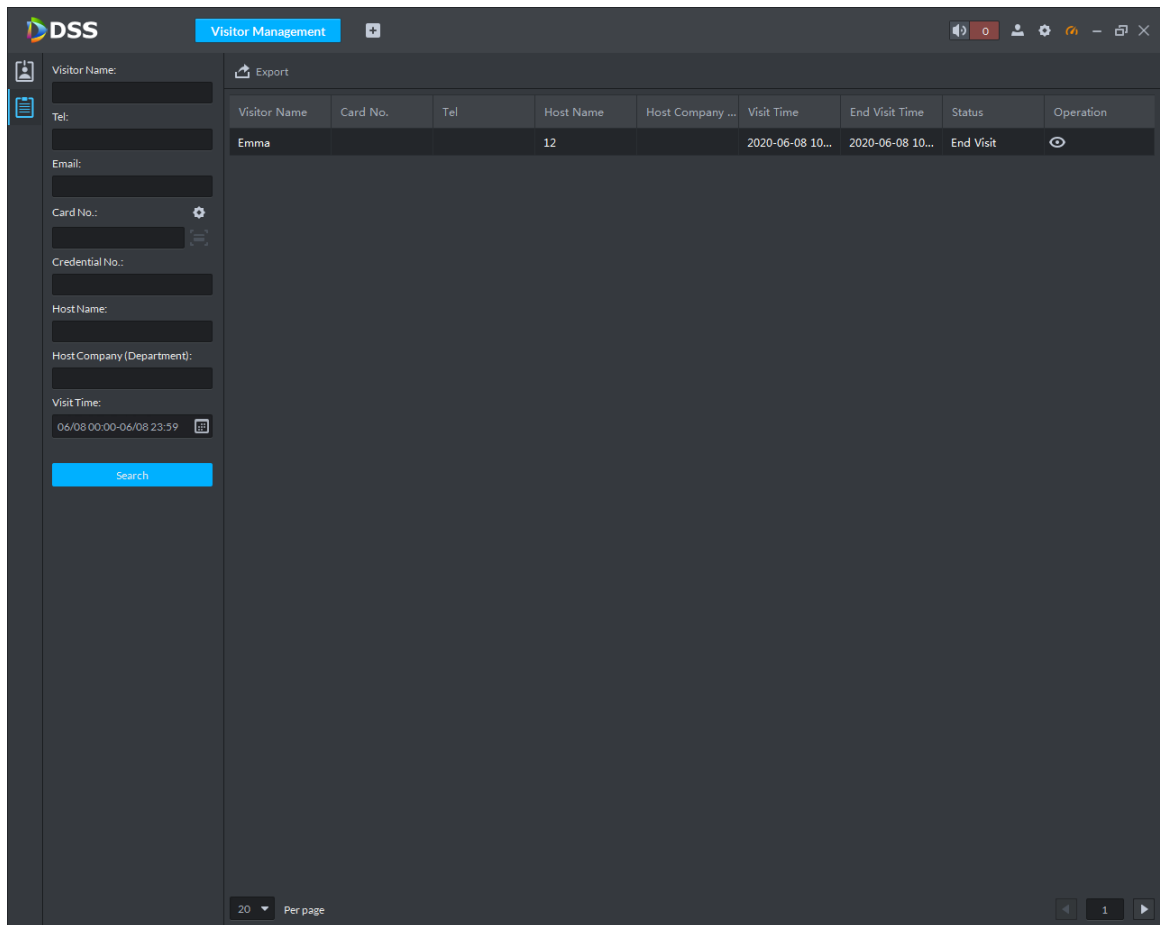 DSS
Visitor Management
0
Visitor Name:
Tel:
Email:
Card No.:
Credential No.:
Host Name:
Host Company (Department):
Visit Time:
06/08 00:00-06/08 23:59
Search
Export
Visitor Name Card No. Tel Host Name Host Company ... Visit Time End Visit Time Status Operation
Emma 12 2020-06-08 10... 2020-06-08 10... End Visit
20 Per page
1